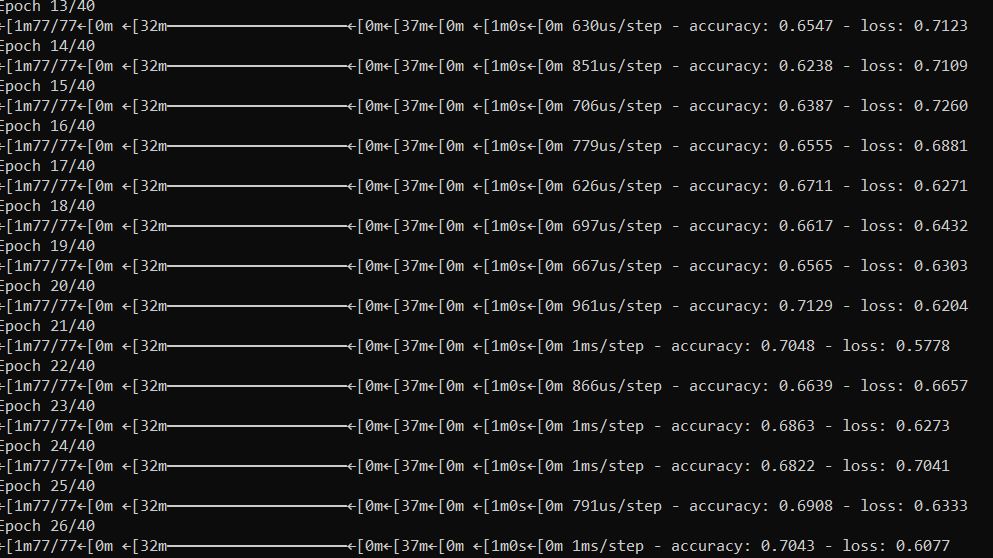 Epoch 13/40
←[1m77/77←[0m ←[32m━━━━━━━━━━━━━━━━━━━━←[0m←[37m←[0m ←[1m0s←[0m 630us/step - accuracy: 0.6547 - loss: 0.7123
Epoch 14/40
←[1m77/77←[0m ←[32m━━━━━━━━━━━━━━━━━━━━←[0m←[37m←[0m ←[1m0s←[0m 851us/step - accuracy: 0.6238 - loss: 0.7109
Epoch 15/40
←[1m77/77←[0m ←[32m━━━━━━━━━━━━━━━━━━━━←[0m←[37m←[0m ←[1m0s←[0m 706us/step - accuracy: 0.6387 - loss: 0.7260
Epoch 16/40
←[1m77/77←[0m ←[32m━━━━━━━━━━━━━━━━━━━━←[0m←[37m←[0m ←[1m0s←[0m 779us/step - accuracy: 0.6555 - loss: 0.6881
Epoch 17/40
←[1m77/77←[0m ←[32m━━━━━━━━━━━━━━━━━━━━←[0m←[37m←[0m ←[1m0s←[0m 626us/step - accuracy: 0.6711 - loss: 0.6271
Epoch 18/40
←[1m77/77←[0m ←[32m━━━━━━━━━━━━━━━━━━━━←[0m←[37m←[0m ←[1m0s←[0m 697us/step - accuracy: 0.6617 - loss: 0.6432
Epoch 19/40
←[1m77/77←[0m ←[32m━━━━━━━━━━━━━━━━━━━━←[0m←[37m←[0m ←[1m0s←[0m 667us/step - accuracy: 0.6565 - loss: 0.6303
Epoch 20/40
←[1m77/77←[0m ←[32m━━━━━━━━━━━━━━━━━━━━←[0m←[37m←[0m ←[1m0s←[0m 961us/step - accuracy: 0.7129 - loss: 0.6204
Epoch 21/40
←[1m77/77←[0m ←[32m━━━━━━━━━━━━━━━━━━━━←[0m←[37m←[0m ←[1m0s←[0m 1ms/step - accuracy: 0.7048 - loss: 0.5778
Epoch 22/40
←[1m77/77←[0m ←[32m━━━━━━━━━━━━━━━━━━━━←[0m←[37m←[0m ←[1m0s←[0m 866us/step - accuracy: 0.6639 - loss: 0.6657
Epoch 23/40
←[1m77/77←[0m ←[32m━━━━━━━━━━━━━━━━━━━━←[0m←[37m←[0m ←[1m0s←[0m 1ms/step - accuracy: 0.6863 - loss: 0.6273
Epoch 24/40
←[1m77/77←[0m ←[32m━━━━━━━━━━━━━━━━━━━━←[0m←[37m←[0m ←[1m0s←[0m 1ms/step - accuracy: 0.6822 - loss: 0.7041
Epoch 25/40
←[1m77/77←[0m ←[32m━━━━━━━━━━━━━━━━━━━━←[0m←[37m←[0m ←[1m0s←[0m 791us/step - accuracy: 0.6908 - loss: 0.6333
Epoch 26/40
←[1m77/77←[0m ←[32m━━━━━━━━━━━━━━━━━━━━←[0m←[37m←[0m ←[1m0s←[0m 1ms/step - accuracy: 0.7043 - loss: 0.6077